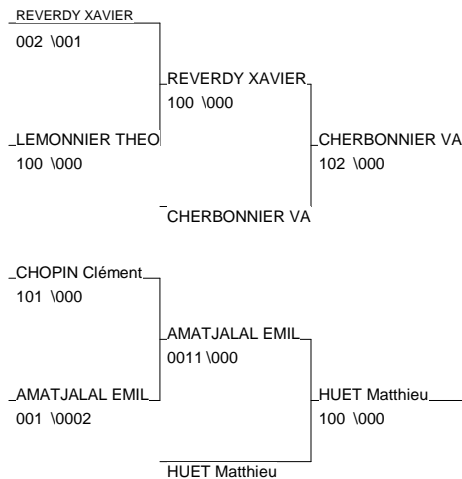 REVERDY XAVIER
002 \001
REVERDY XAVIER
100 \000
LEMONNIER THEO
100 \000
CHERBONNIER VA
102 \000
CHERBONNIER VA
CHOPIN Clément
101 \000
AMATJALAL EMIL
0011 \000
AMATJALAL EMIL
001 \0002
HUET Matthieu
100 \000
HUET Matthieu